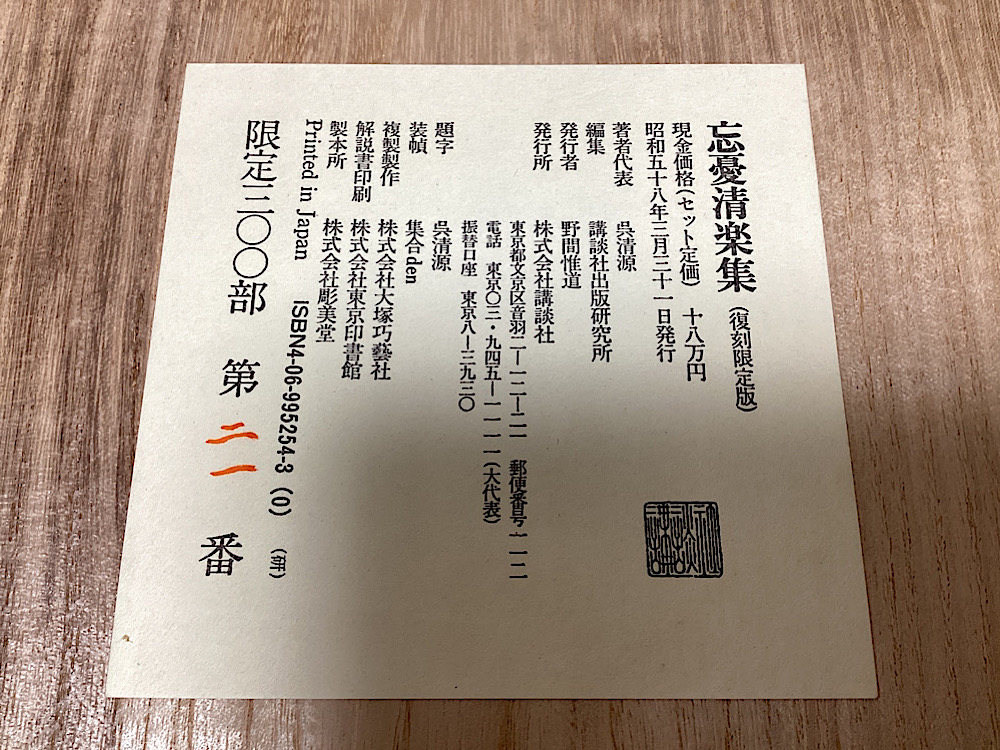 忘憂清楽集(復刻限定版)
現金価格(セット定価) 十八万円
昭和五十八年三月三十一日発行
著者代表 呉清源
編集 講談社出版研究所
発行者 野間惟道
発行所 株式会社講談社
東京都文京区音羽二―一二―二一 郵便番号一一二
電話 東京〇三・九四五―一一一一(大代表)
振替口座 東京八―三九三〇
題字 呉清源
装幀 集合den
複製製作 株式会社大塚巧藝社
解説書印刷 株式会社東京印書館
製本所 株式会社彫美堂
Printed in Japan ISBN4-06-995254-3 (0)
限定三〇〇部 第二一番
講談社